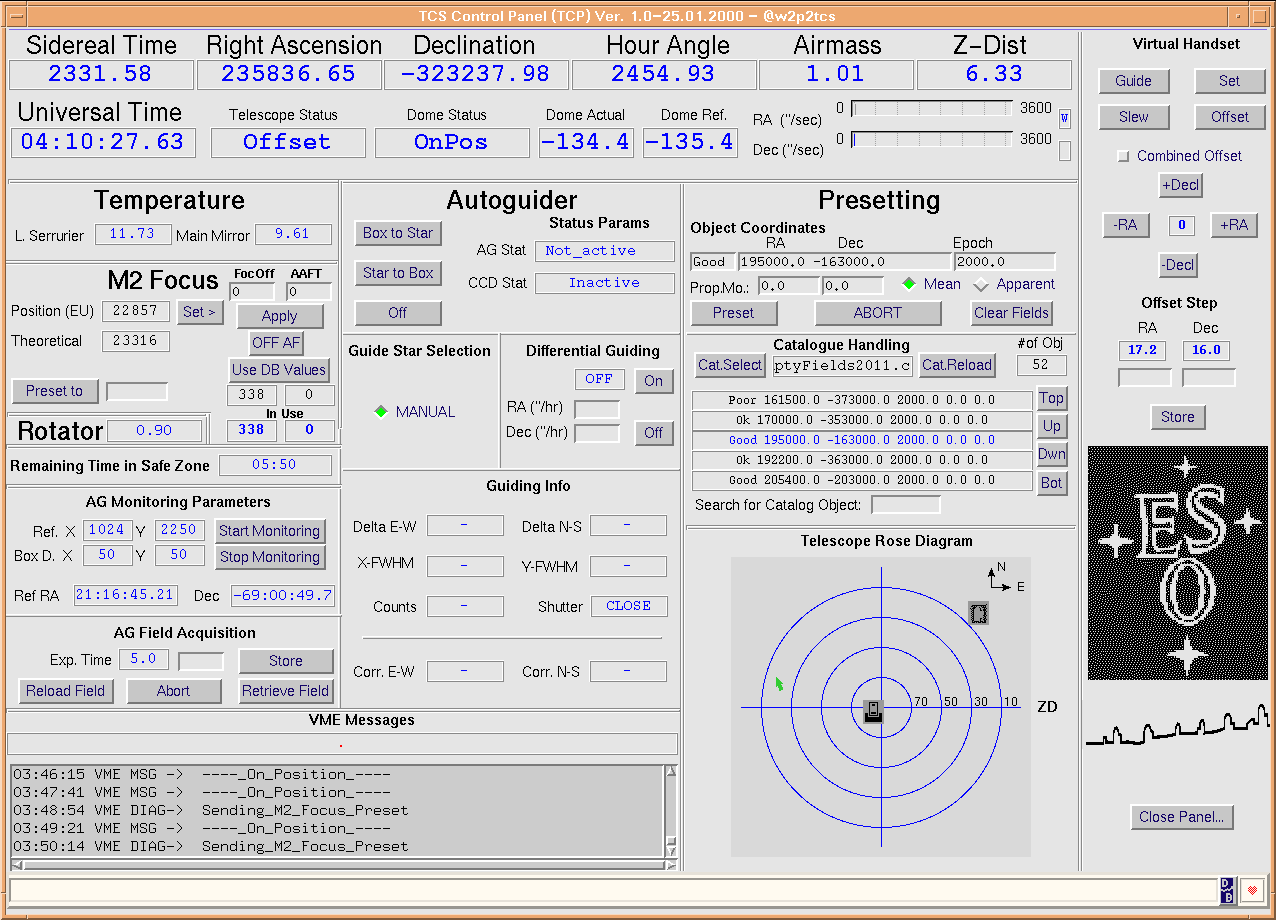 TCS Control Panel (TCP) Ver. 1.0-25.01.2000 - @w2p2tcs
Sidereal Time Right Ascension Declination Hour Angle Airmass Z-Dist
2331.58 235836.65 -323237.98 2454.93 1.01 6.33
Universal Time Telescope Status Dome Status Dome Actual Dome Ref.
04:10:27.63 Offset OnPos -134.4 -135.4
RA ("/sec) 0 3600 W
Dec ("/sec) 0 3600
Temperature
L. Serrurier 11.73 Main Mirror 9.61
M2 Focus FocOff AAFT
0 0
Position (EU) 22857 Set > Apply
Theoretical 23316 OFF AF
Use DB Values
Preset to 338 0
In Use
Rotator 0.90 338 0
Remaining Time in Safe Zone 05:50
AG Monitoring Parameters
Ref. X 1024 Y 2250 Start Monitoring
Box D. X 50 Y 50 Stop Monitoring
Ref RA 21:16:45.21 Dec -69:00:49.7
AG Field Acquisition
Exp. Time 5.0 Store
Reload Field Abort Retrieve Field
Autoguider
Status Params
Box to Star AG Stat Not_active
Star to Box CCD Stat Inactive
Off
Guide Star Selection
MANUAL
Differential Guiding
OFF On
RA ("/hr)
Dec ("/hr) Off
Guiding Info
Delta E-W - Delta N-S -
X-FWHM - Y-FWHM -
Counts - Shutter CLOSE
Corr. E-W - Corr. N-S -
Presetting
Object Coordinates
RA Dec Epoch
Good 195000.0 -163000.0 2000.0
Prop.Mo.: 0.0 0.0 Mean Apparent
Preset ABORT Clear Fields
Catalogue Handling #of Obj
Cat.Select ptyFields2011.c Cat.Reload 52
Poor 161500.0 -373000.0 2000.0 0.0 0.0 Top
Ok 170000.0 -353000.0 2000.0 0.0 0.0 Up
Good 195000.0 -163000.0 2000.0 0.0 0.0
Ok 192200.0 -363000.0 2000.0 0.0 0.0 Dwn
Good 205400.0 -203000.0 2000.0 0.0 0.0 Bot
Search for Catalog Object:
Telescope Rose Diagram
N
E
70 50 30 10 ZD
VME Messages
03:46:15 VME MSG -> ----_On_Position_----
03:47:41 VME MSG -> ----_On_Position_----
03:48:54 VME DIAG-> Sending_M2_Focus_Preset
03:49:21 VME MSG -> ----_On_Position_----
03:50:14 VME DIAG-> Sending_M2_Focus_Preset
Virtual Handset
Guide Set
Slew Offset
Combined Offset
+Decl
-RA 0 +RA
-Decl
Offset Step
RA Dec
17.2 16.0
Store
ESO
Close Panel...
D
B